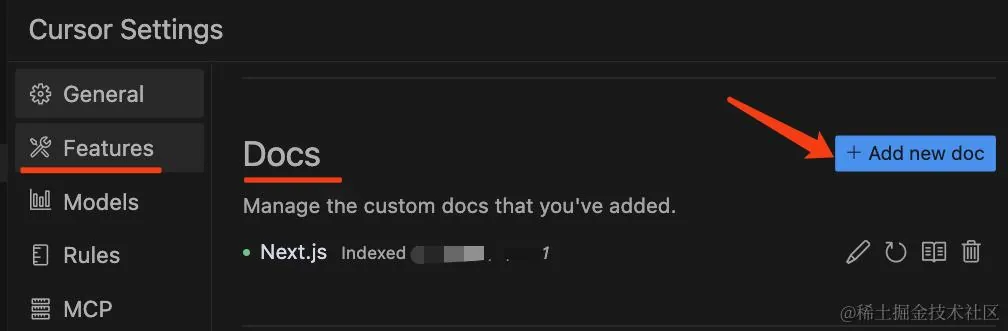 Cursor Settings
General
Features
Models
Rules
MCP
Docs
+ Add new doc
Manage the custom docs that you've added.
Next.js Indexed 1
@稀土掘金技术社区